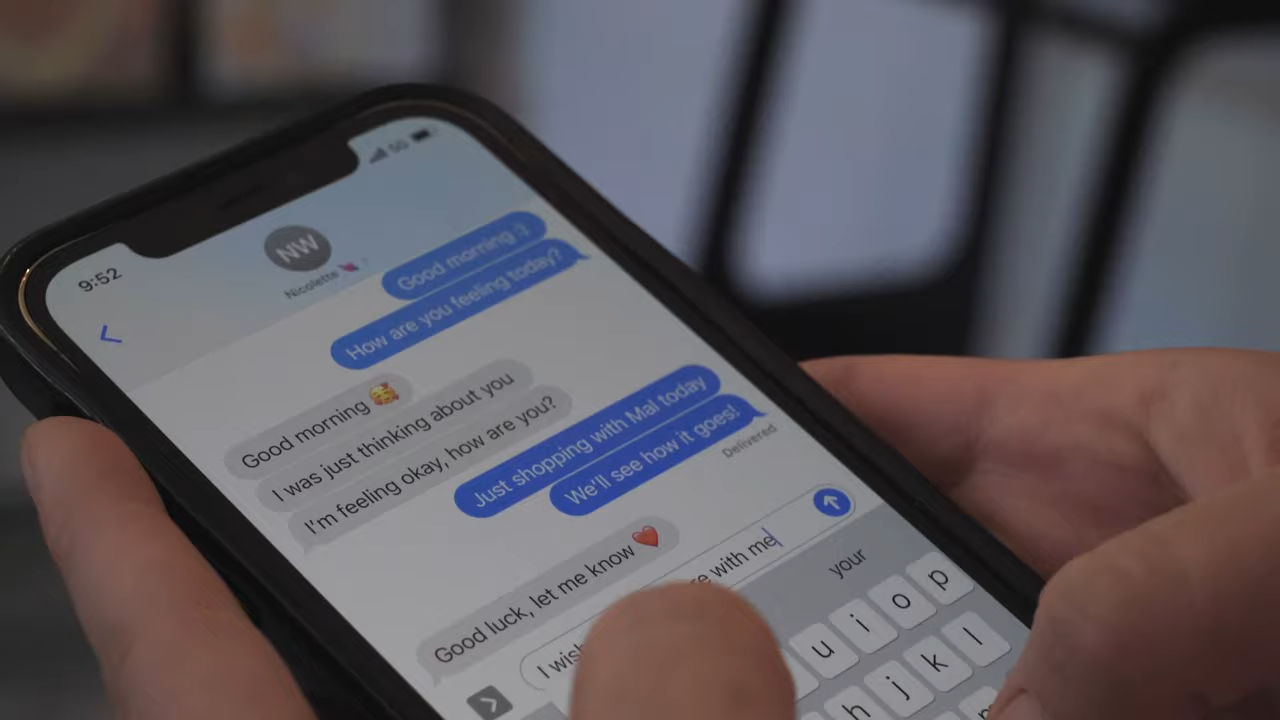 5G
9:52
NW
Nicolette 💘 ›
Good morning :)
How are you feeling today?
Good morning 🥰
I was just thinking about you
I'm feeling okay, how are you?
Just shopping with Mal today
We'll see how it goes!
Delivered
Good luck, let me know ❤️
with me
your
u i o p
h j k l